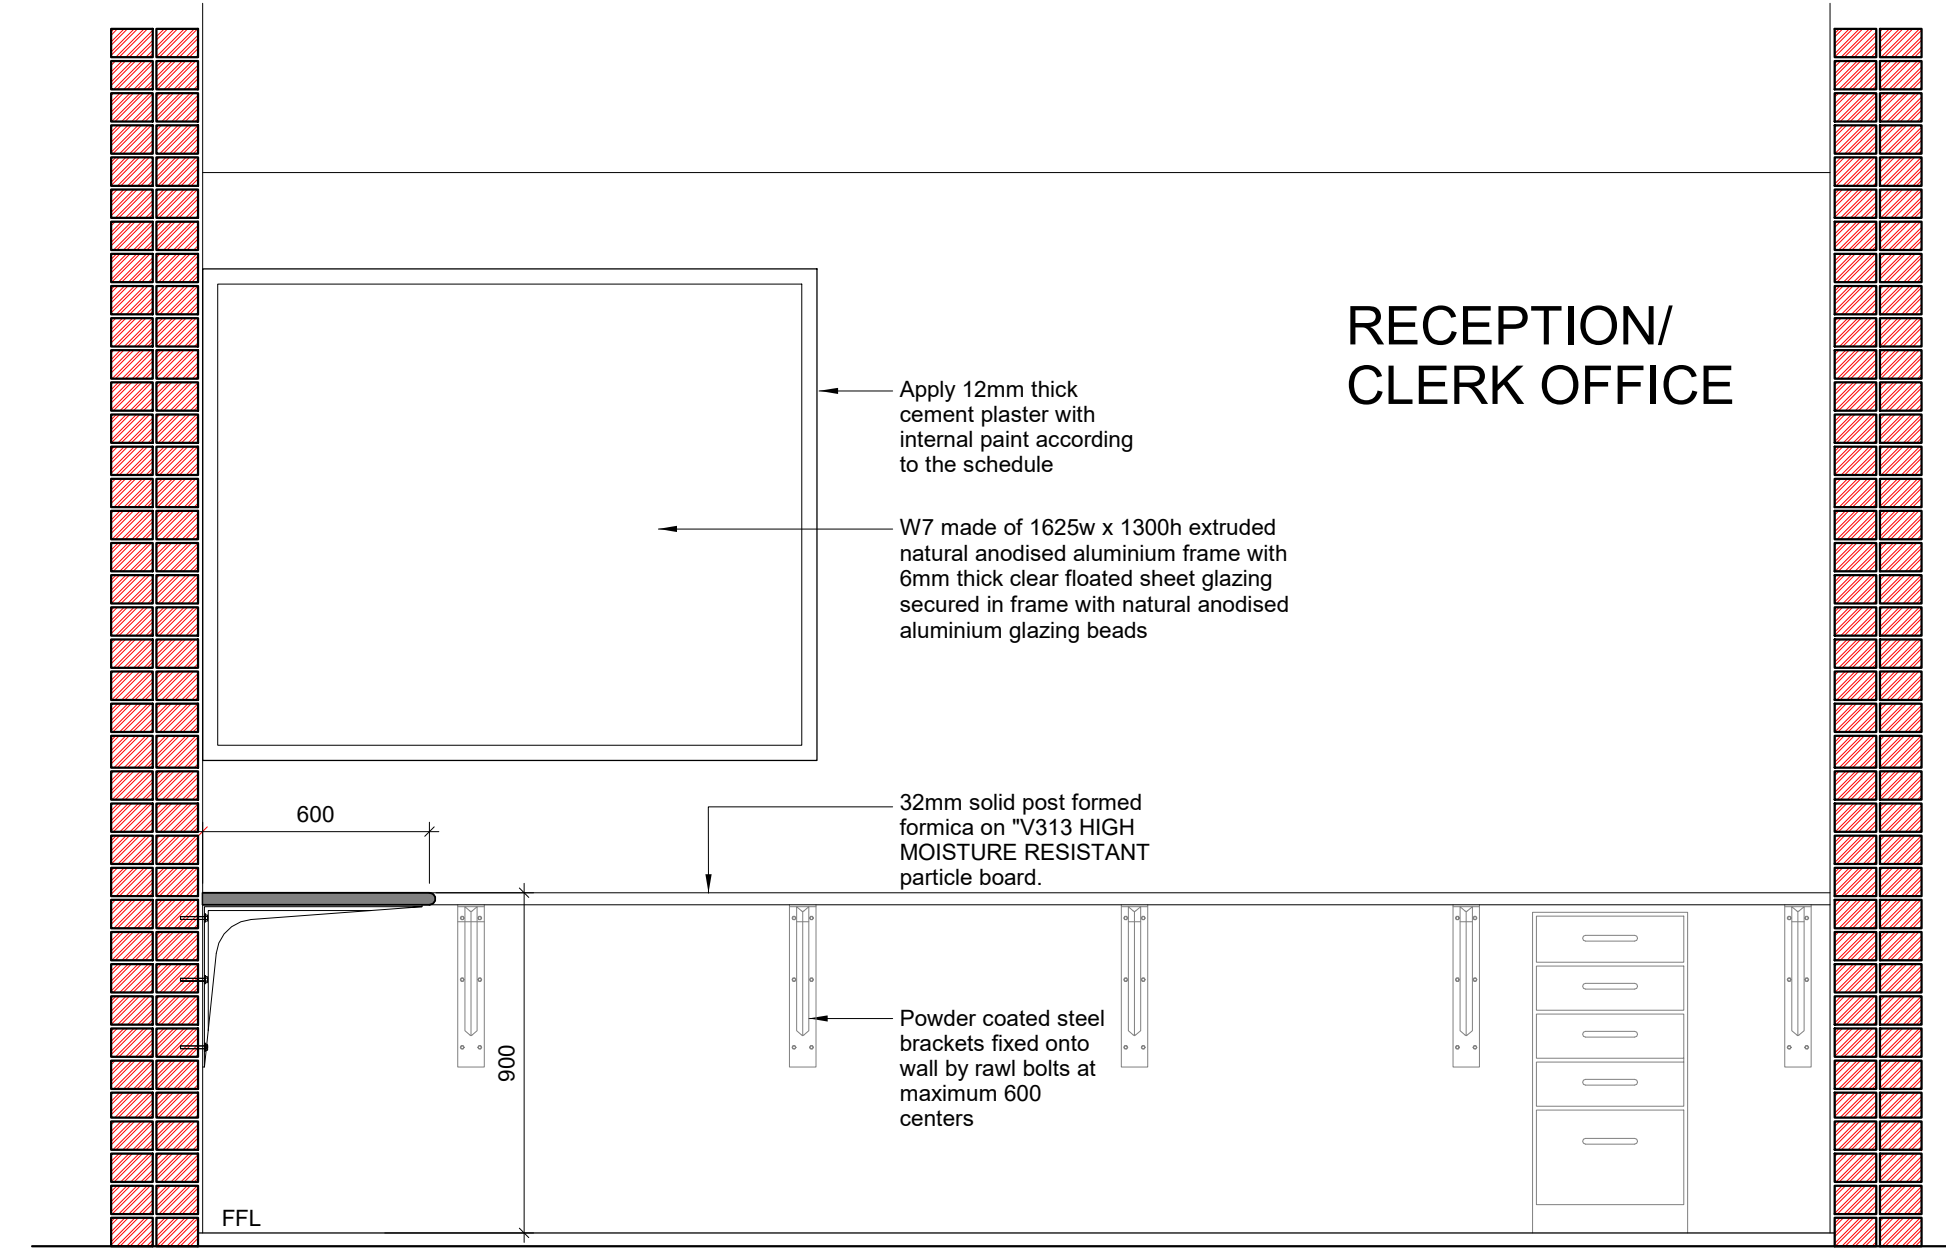 RECEPTION/
CLERK OFFICE
Apply 12mm thick
cement plaster with
internal paint according
to the schedule
W7 made of 1625w x 1300h extruded
natural anodised aluminium frame with
6mm thick clear floated sheet glazing
secured in frame with natural anodised
aluminium glazing beads
600
32mm solid post formed
formica on "V313 HIGH
MOISTURE RESISTANT
particle board.
900
Powder coated steel
brackets fixed onto
wall by rawl bolts at
maximum 600
centers
FFL